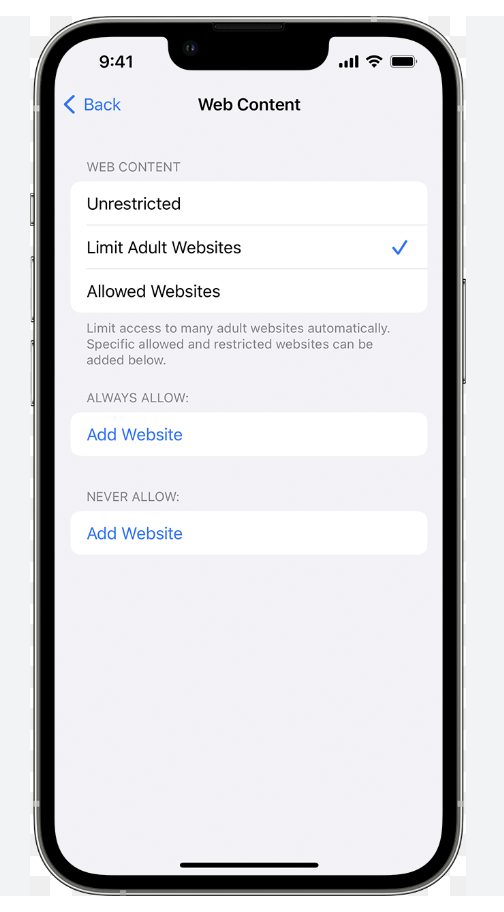 9:41
Back
Web Content
WEB CONTENT
Unrestricted
Limit Adult Websites
Allowed Websites
Limit access to many adult websites automatically.
Specific allowed and restricted websites can be
added below.
ALWAYS ALLOW:
Add Website
NEVER ALLOW:
Add Website